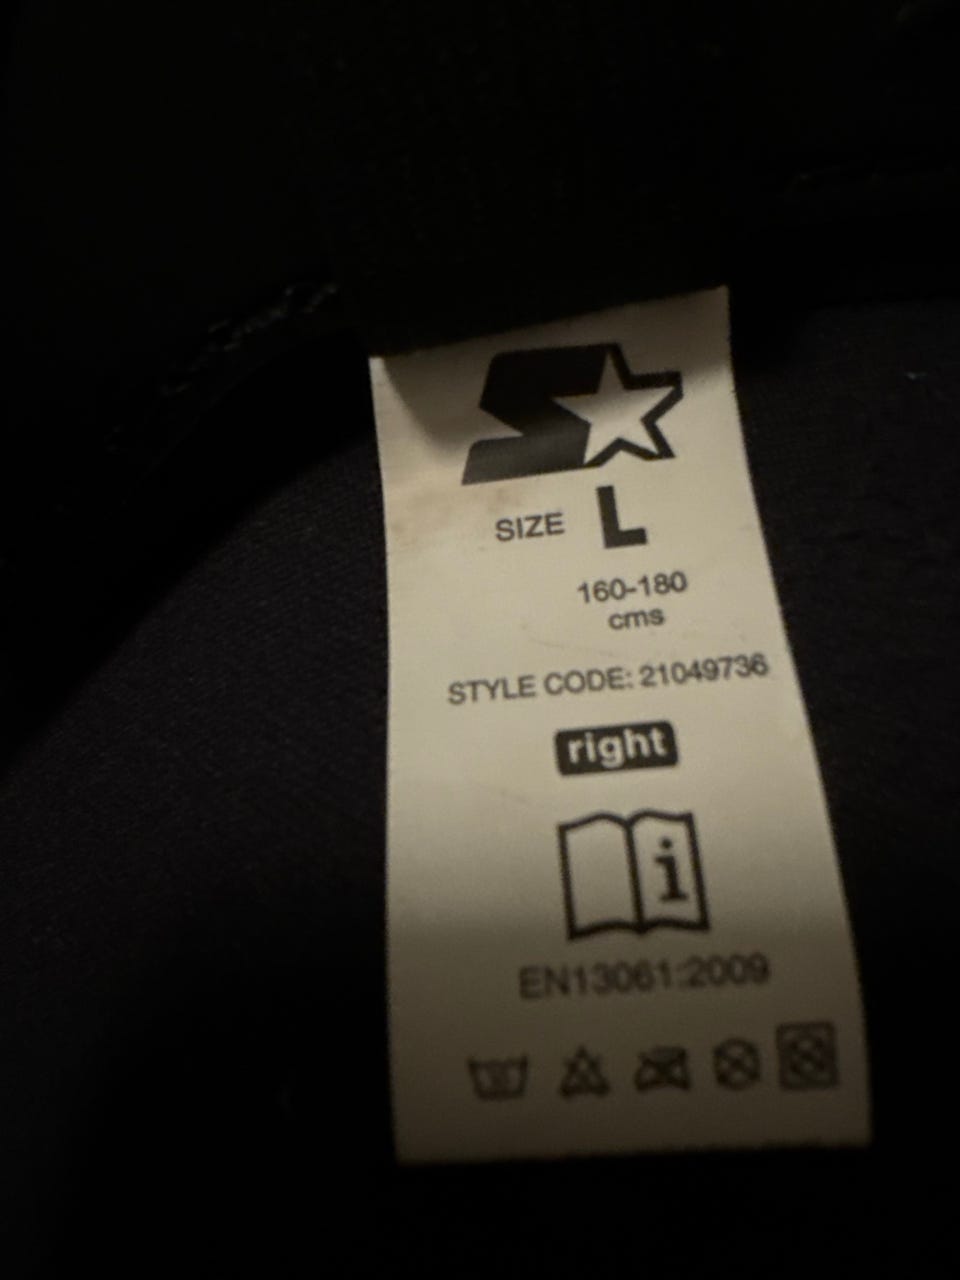 SIZE L
160-180
cms
STYLE CODE: 21049736
right
i
EN13061:2009